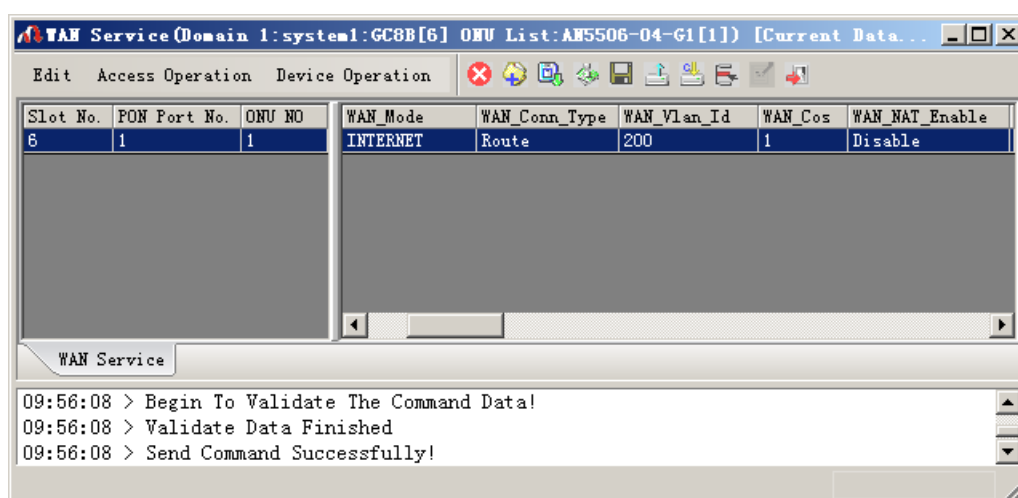 WAN Service(Domain 1:system1:GC8B[6] ONU List:AN5506-04-G1[1]) [Current Data...
Edit Access Operation Device Operation
Slot No. PON Port No. ONU NO WAN_Mode WAN_Conn_Type WAN_Vlan_Id WAN_Cos WAN_NAT_Enable
6 1 1 INTERNET Route 200 1 Disable
WAN Service
09:56:08 > Begin To Validate The Command Data!
09:56:08 > Validate Data Finished
09:56:08 > Send Command Successfully!